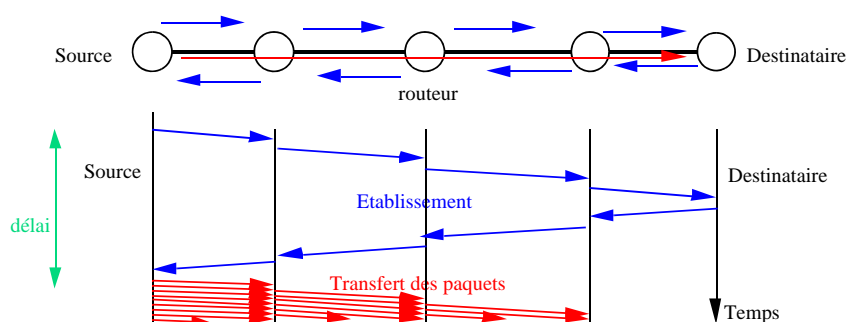 Source
Destinataire
routeur
Source
Destinataire
Etablissement
délai
Transfert des paquets
Temps